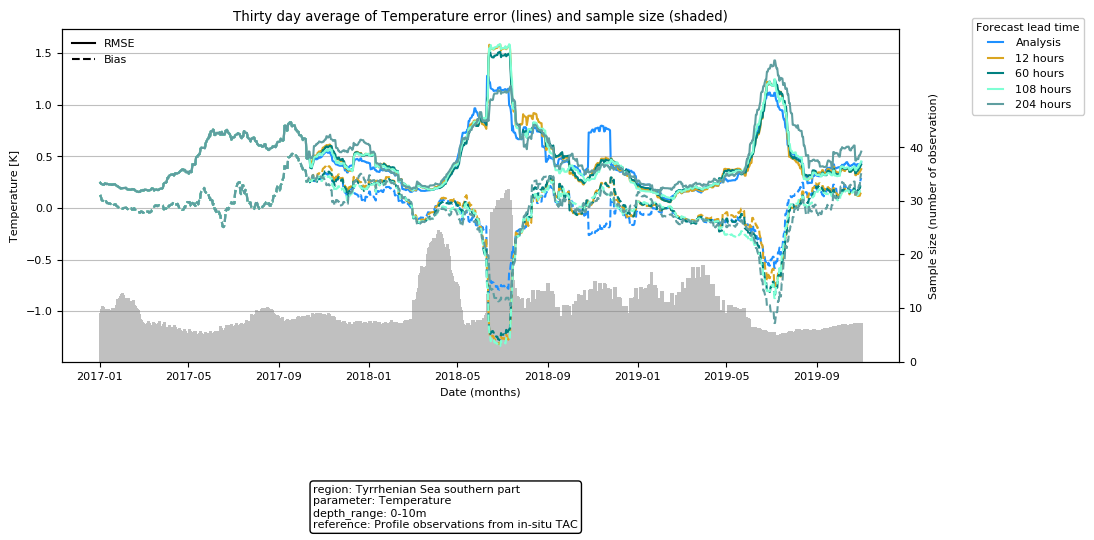 Thirty day average of Temperature error (lines) and sample size (shaded)
Forecast lead time
Analysis
12 hours
60 hours
108 hours
204 hours
RMSE
Bias
Temperature [K]
1.5
1.0
0.5
0.0
−0.5
−1.0
Sample size (number of observation)
40
30
20
10
0
2017-01 2017-05 2017-09 2018-01 2018-05 2018-09 2019-01 2019-05 2019-09
Date (months)
region: Tyrrhenian Sea southern part
parameter: Temperature
depth_range: 0-10m
reference: Profile observations from in-situ TAC